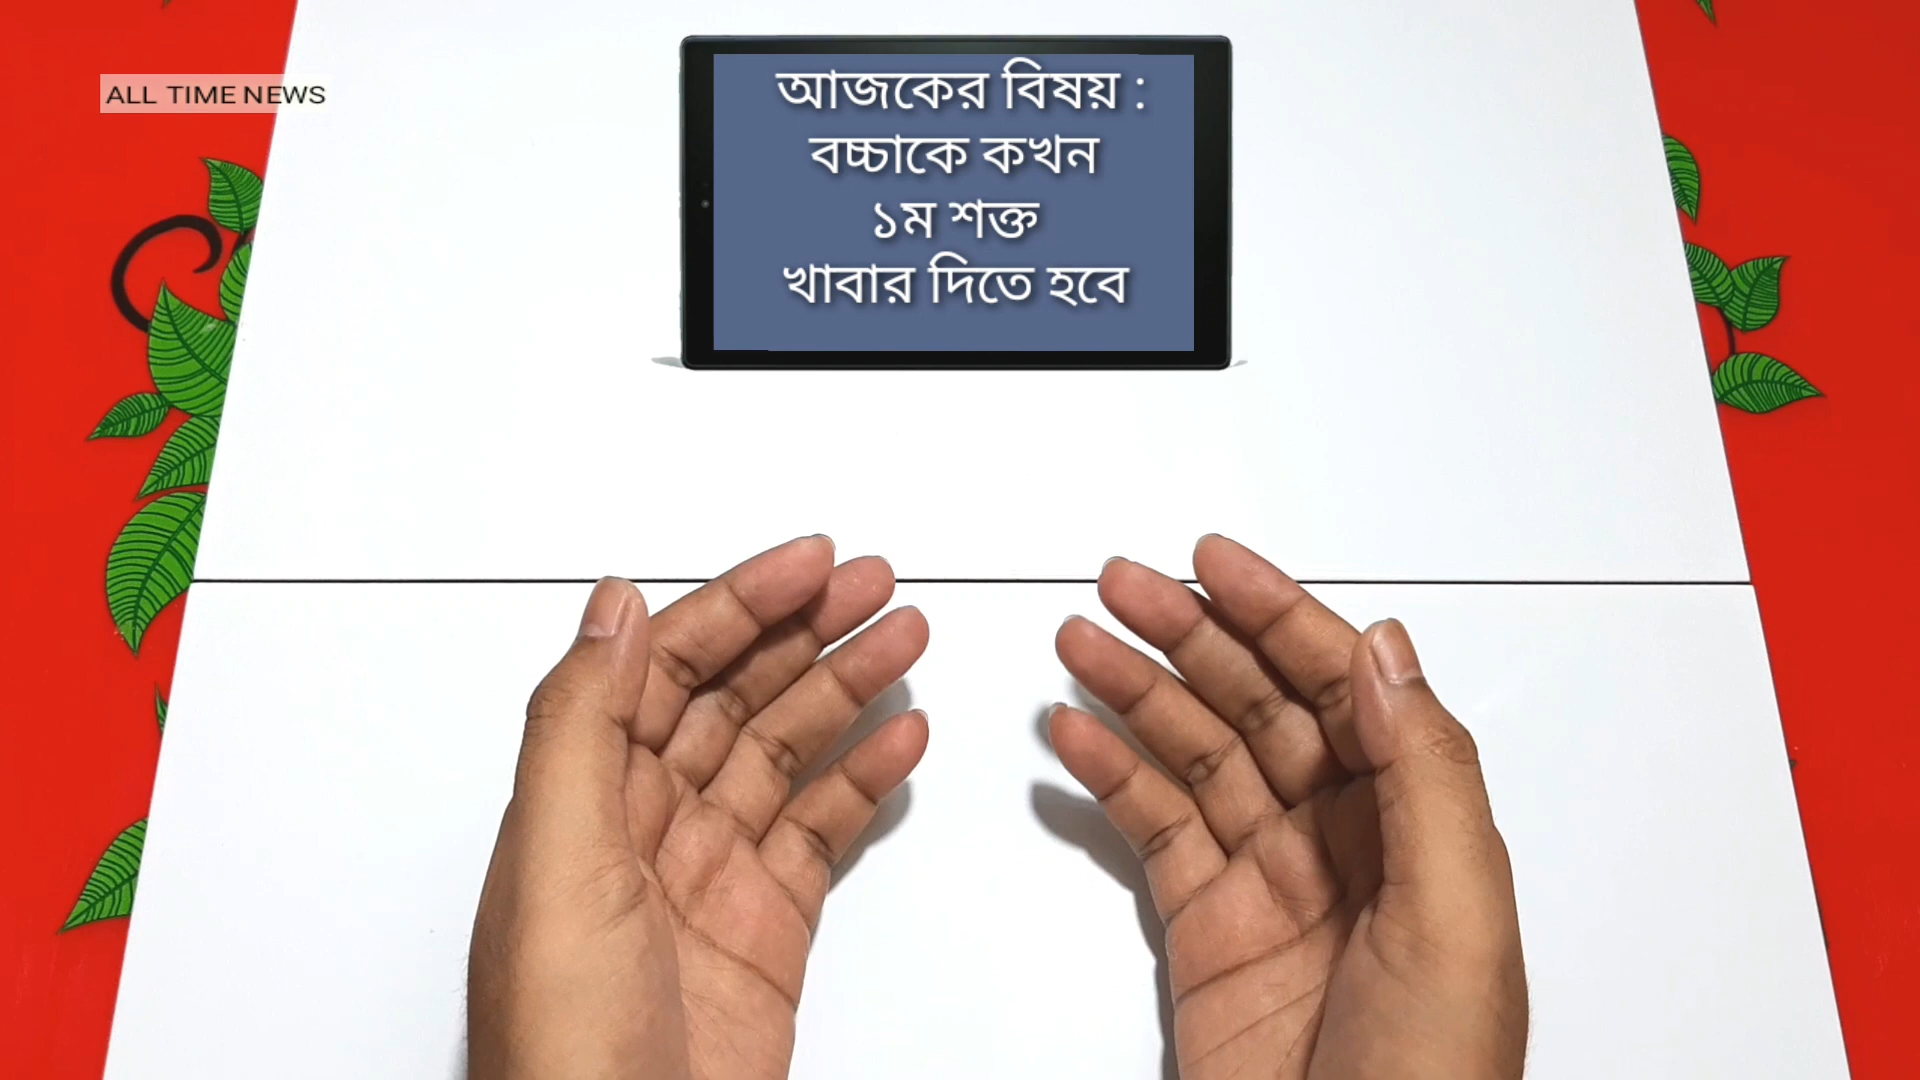 ALL TIME NEWS
আজকের বিষয় :
বচ্চাকে কখন
১ম শক্ত
খাবার দিতে হবে